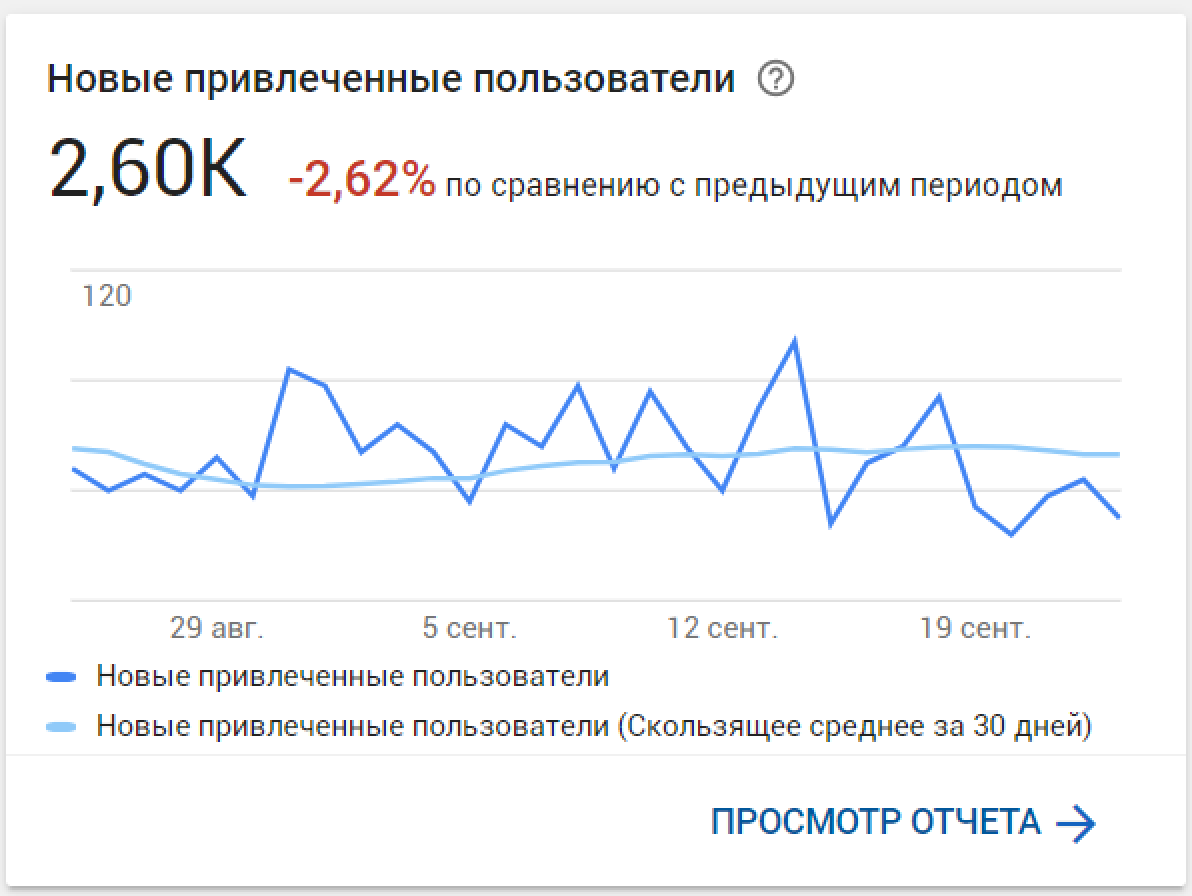 Новые привлеченные пользователи ?
2,60К -2,62% по сравнению с предыдущим периодом
120
29 авг. 5 сент. 12 сент. 19 сент.
Новые привлеченные пользователи
Новые привлеченные пользователи (Скользящее среднее за 30 дней)
ПРОСМОТР ОТЧЕТА